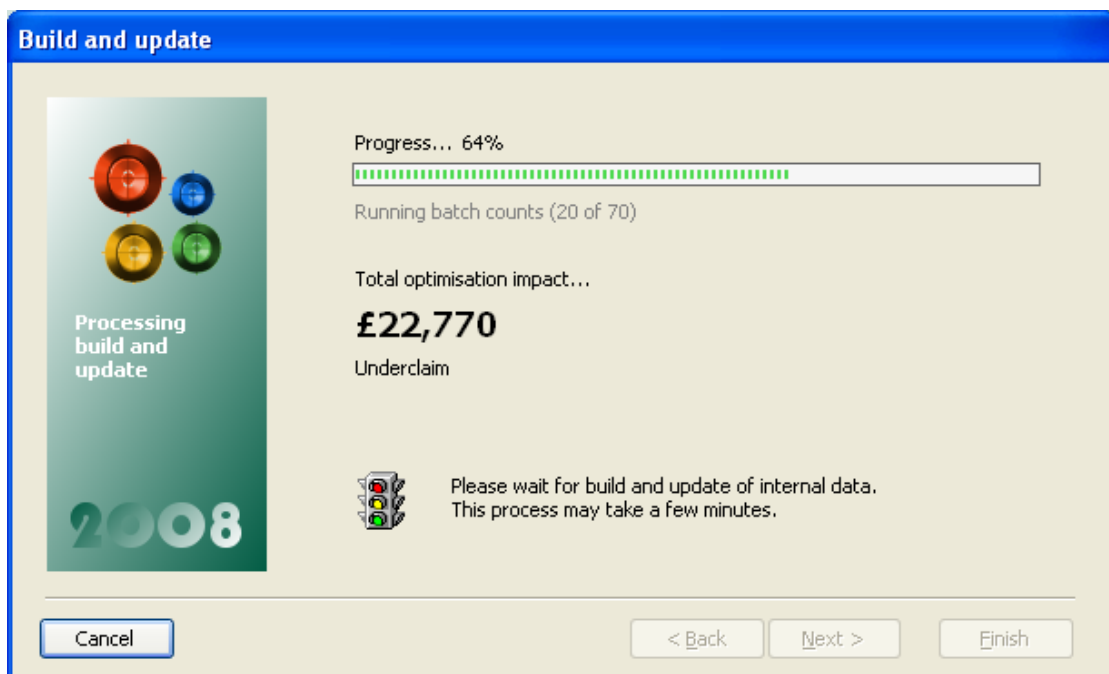 Build and update
Progress... 64%
Running batch counts (20 of 70)
Total optimisation impact...
£22,770
Underclaim
Processing
build and
update
2008
Please wait for build and update of internal data.
This process may take a few minutes.
Cancel
< Back
Next >
Finish